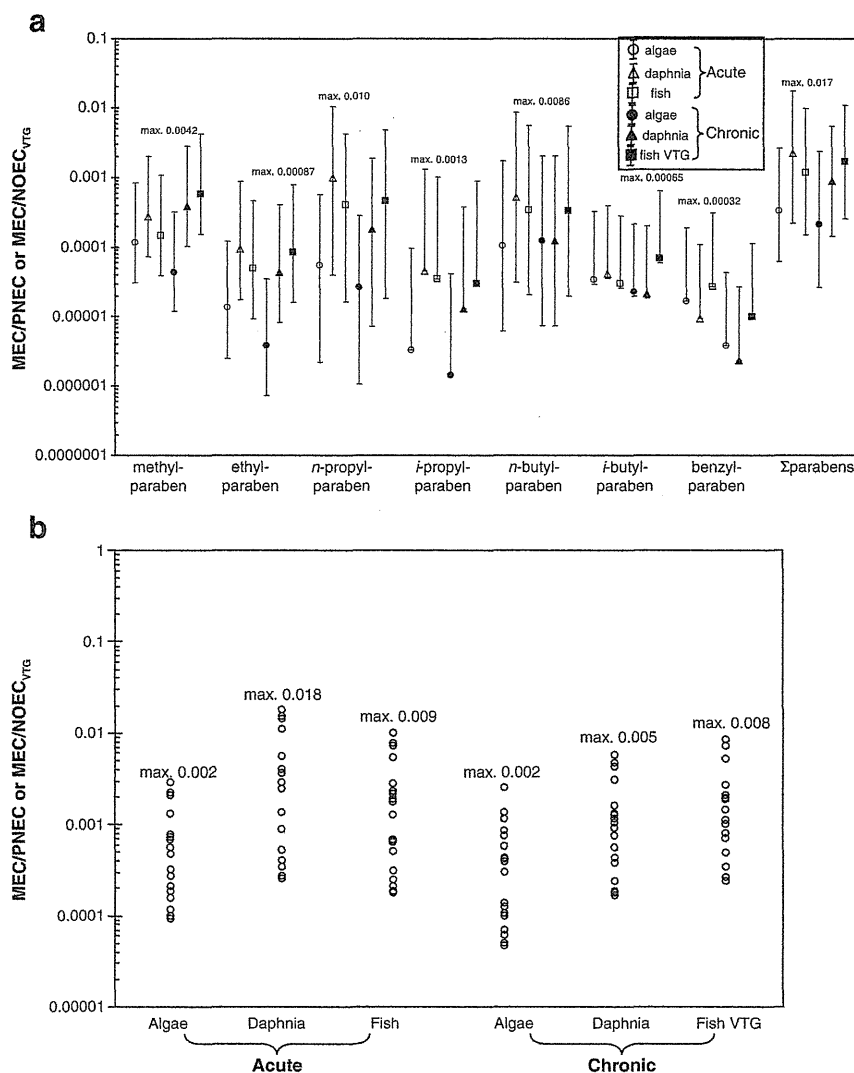 a
MEC/PNEC or MEC/NOECVTG
0.1
0.01
0.001
0.0001
0.00001
0.000001
0.0000001
algae
daphnia
fish
Acute
algae
daphnia
fish VTG
Chronic
max. 0.0042
max. 0.00087
max. 0.010
max. 0.0013
max. 0.0086
max. 0.00065
max. 0.00032
max. 0.017
methyl-
paraben
ethyl-
paraben
n-propyl-
paraben
i-propyl-
paraben
n-butyl-
paraben
i-butyl-
paraben
benzyl-
paraben
Σparabens
b
MEC/PNEC or MEC/NOECVTG
1
0.1
0.01
0.001
0.0001
0.00001
max. 0.002
max. 0.018
max. 0.009
max. 0.002
max. 0.005
max. 0.008
Algae
Daphnia
Fish
Algae
Daphnia
Fish VTG
Acute
Chronic